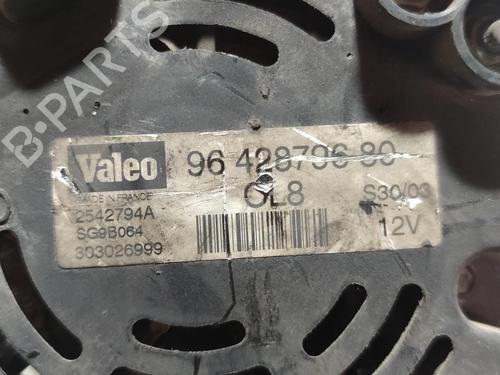 B-PARTS
Valeo
96 428796 80
MADE IN FRANCE
CL8
S30/03
2542794A
SG9B064
12V
303026999